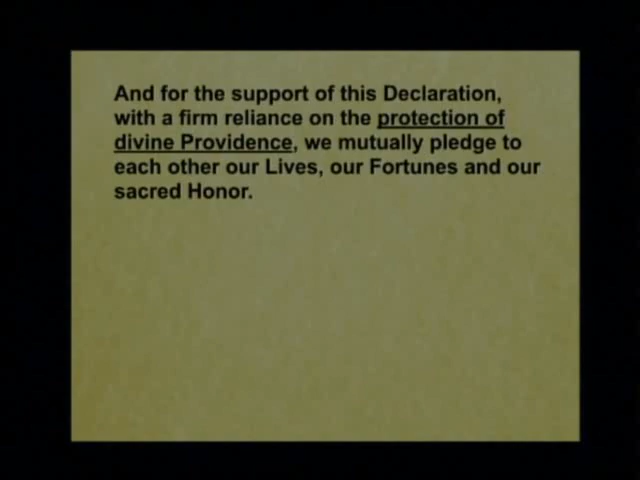 And for the support of this Declaration,
with a firm reliance on the protection of
divine Providence, we mutually pledge to
each other our Lives, our Fortunes and our
sacred Honor.